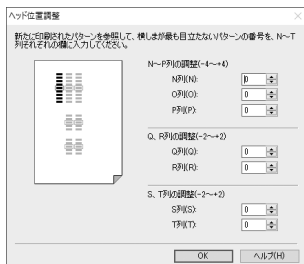 ヘッド位置調整
新たに印刷されたパターンを参照して、横しまが最も目立たないパターンの番号を、N～T
列それぞれの欄に入力してください。
N～P列の調整(-4～+4)
N列(N): 0
O列(O): 0
P列(P): 0
Q、R列の調整(-2～+2)
Q列(Q): 0
R列(R): 0
S、T列の調整(-2～+2)
S列(S): 0
T列(T): 0
OK ヘルプ(H)